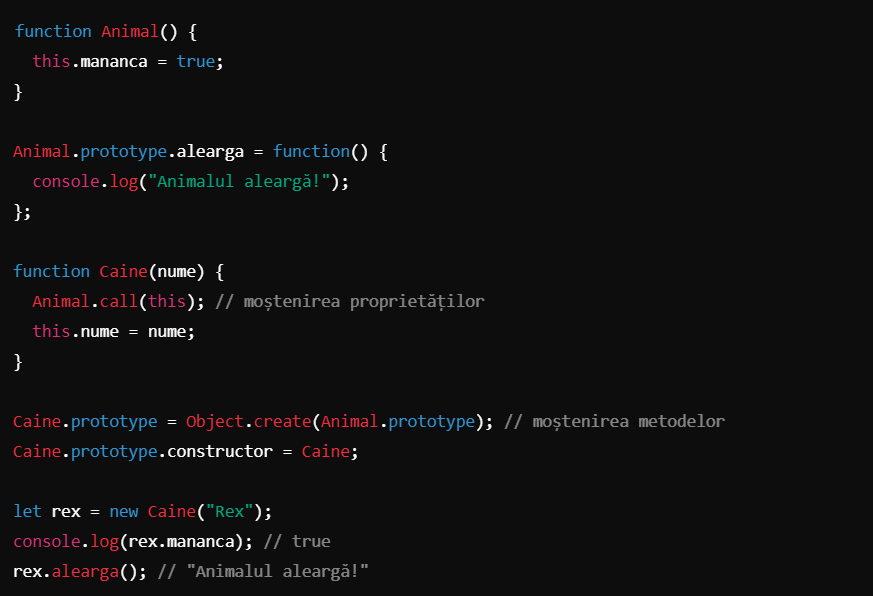 function Animal() {
  this.mananca = true;
}

Animal.prototype.alearga = function() {
  console.log("Animalul aleargă!");
};

function Caine(nume) {
  Animal.call(this); // moștenirea proprietăților
  this.nume = nume;
}

Caine.prototype = Object.create(Animal.prototype); // moștenirea metodelor
Caine.prototype.constructor = Caine;

let rex = new Caine("Rex");
console.log(rex.mananca); // true
rex.alearga(); // "Animalul aleargă!"